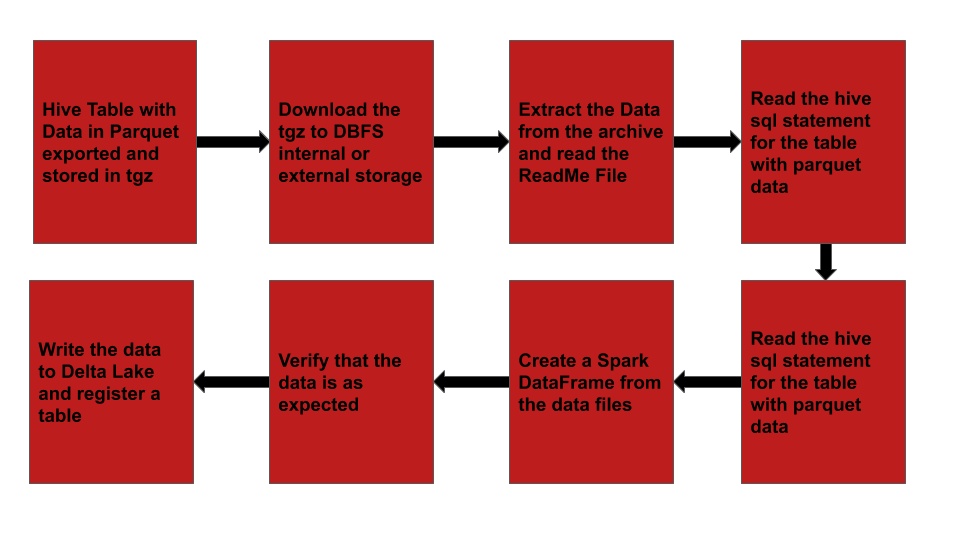 Hive Table with
Data in Parquet
exported and
stored in tgz
Download the
tgz to DBFS
internal or
external storage
Extract the Data
from the archive
and read the
ReadMe File
Read the hive
sql statement
for the table
with parquet
data
Read the hive
sql statement
for the table
with parquet
data
Create a Spark
DataFrame from
the data files
Verify that the
data is as
expected
Write the data
to Delta Lake
and register a
table